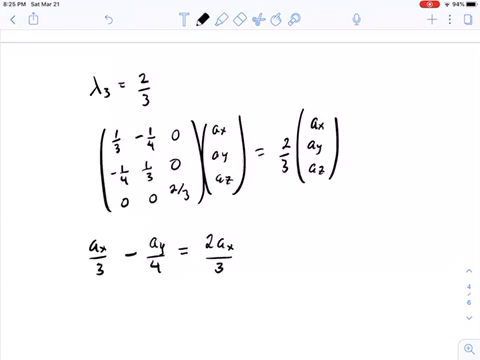 8:25 PM Sat Mar 21
94%
λ₃ = 2/3
( 1/3 -1/4 0 ) ( ax ) = 2/3 ( ax )
( -1/4 1/3 0 ) ( ay ) ( ay )
( 0 0 2/3 ) ( az ) ( az )
ax/3 - ay/4 = 2ax/3
4
6